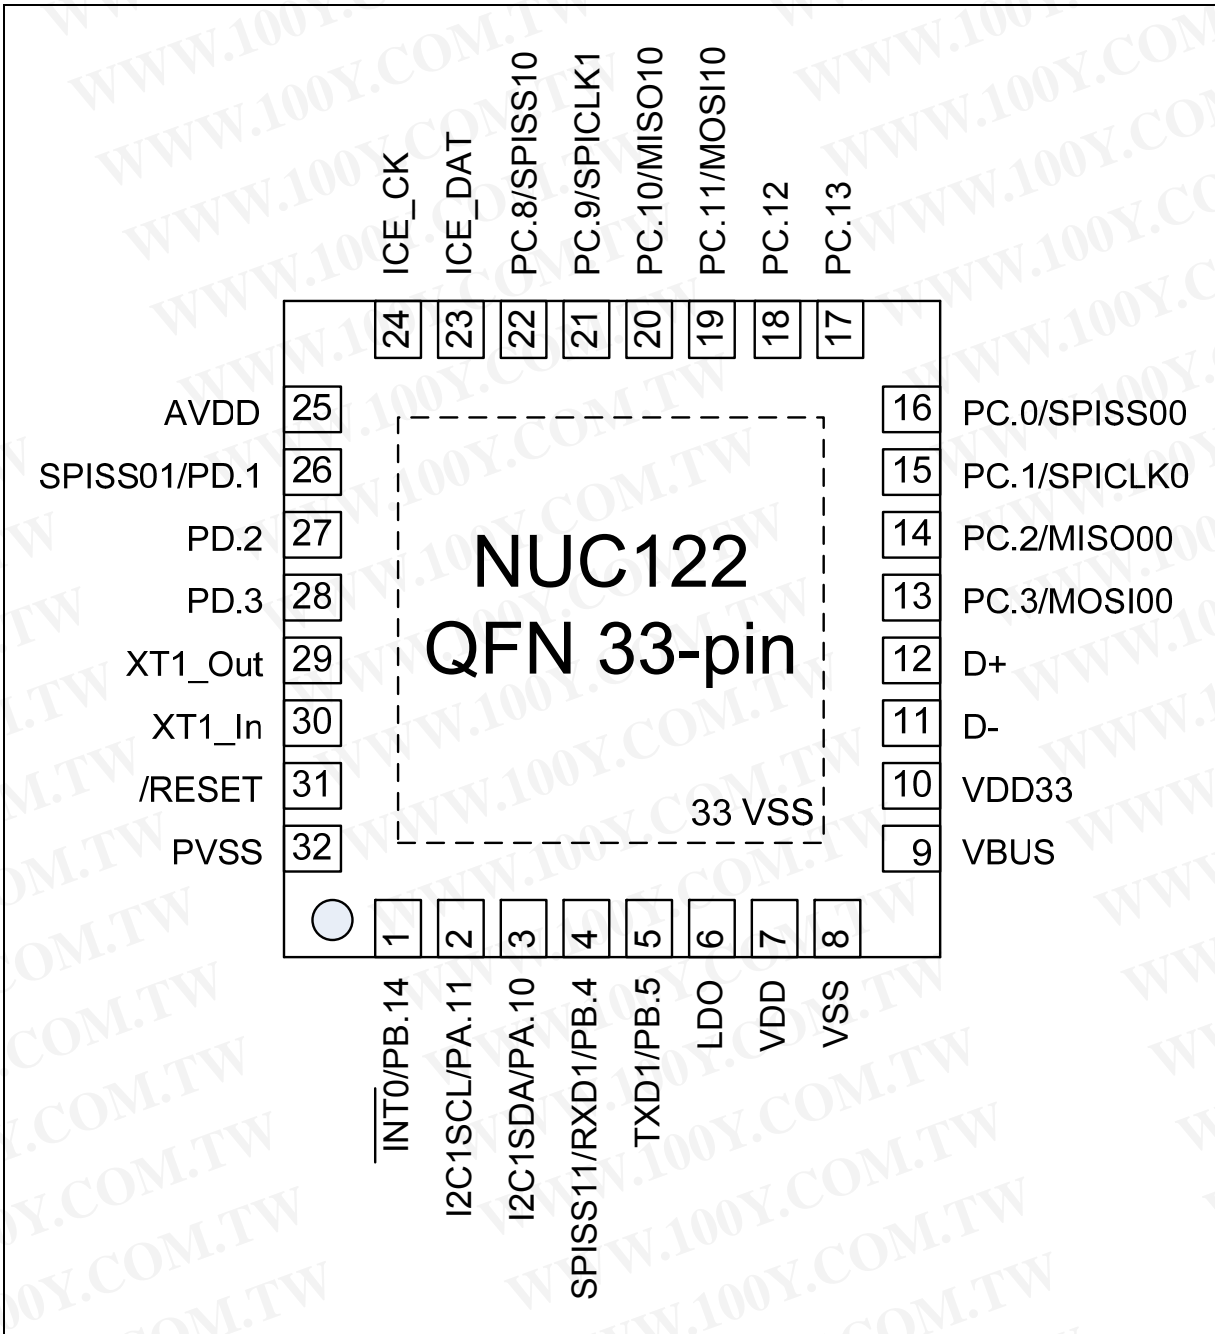 ICE_CK
ICE_DAT
PC.8/SPISS10
PC.9/SPICLK1
PC.10/MISO10
PC.11/MOSI10
PC.12
PC.13
24
23
22
21
20
19
18
17
AVDD 25
SPISS01/PD.1 26
PD.2 27
PD.3 28
XT1_Out 29
XT1_In 30
/RESET 31
PVSS 32
16 PC.0/SPISS00
15 PC.1/SPICLK0
14 PC.2/MISO00
13 PC.3/MOSI00
12 D+
11 D-
10 VDD33
9 VBUS
NUC122
QFN 33-pin
33 VSS
1
2
3
4
5
6
7
8
INT0/PB.14
I2C1SCL/PA.11
I2C1SDA/PA.10
SPISS11/RXD1/PB.4
TXD1/PB.5
LDO
VDD
VSS
WWW.100Y.COM.TW